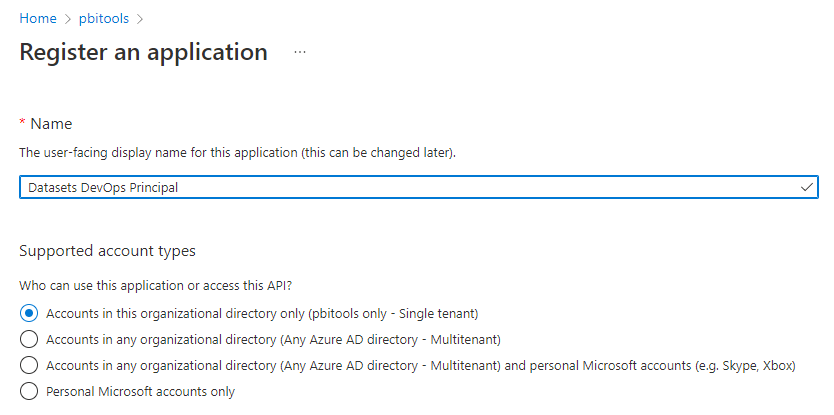 Home > pbitools >
Register an application ...
* Name
The user-facing display name for this application (this can be changed later).
Datasets DevOps Principal
Supported account types
Who can use this application or access this API?
Accounts in this organizational directory only (pbitools only - Single tenant)
Accounts in any organizational directory (Any Azure AD directory - Multitenant)
Accounts in any organizational directory (Any Azure AD directory - Multitenant) and personal Microsoft accounts (e.g. Skype, Xbox)
Personal Microsoft accounts only